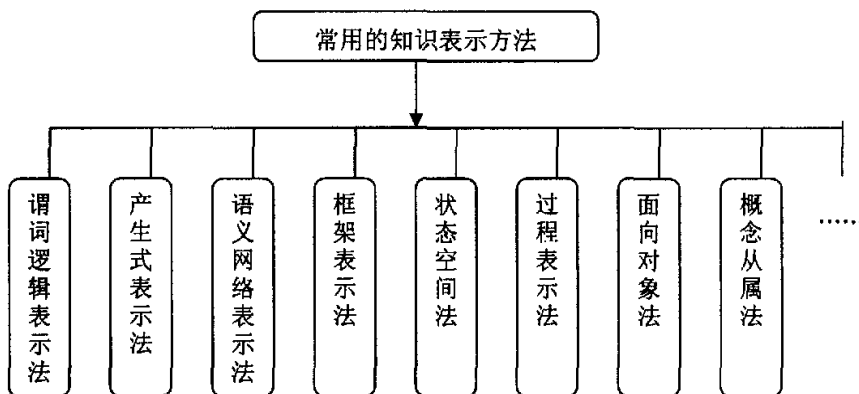 常用的知识表示方法
谓词逻辑表示法
产生式表示法
语义网络表示法
框架表示法
状态空间法
过程表示法
面向对象法
概念从属法
.....